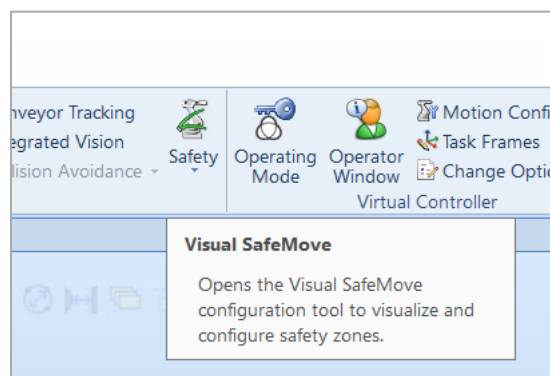 nveyor Tracking
egrated Vision
lision Avoidance
Safety
Operating
Mode
Operator
Window
Motion Confi
Task Frames
Change Optio
Virtual Controller
Visual SafeMove
Opens the Visual SafeMove
configuration tool to visualize and
configure safety zones.